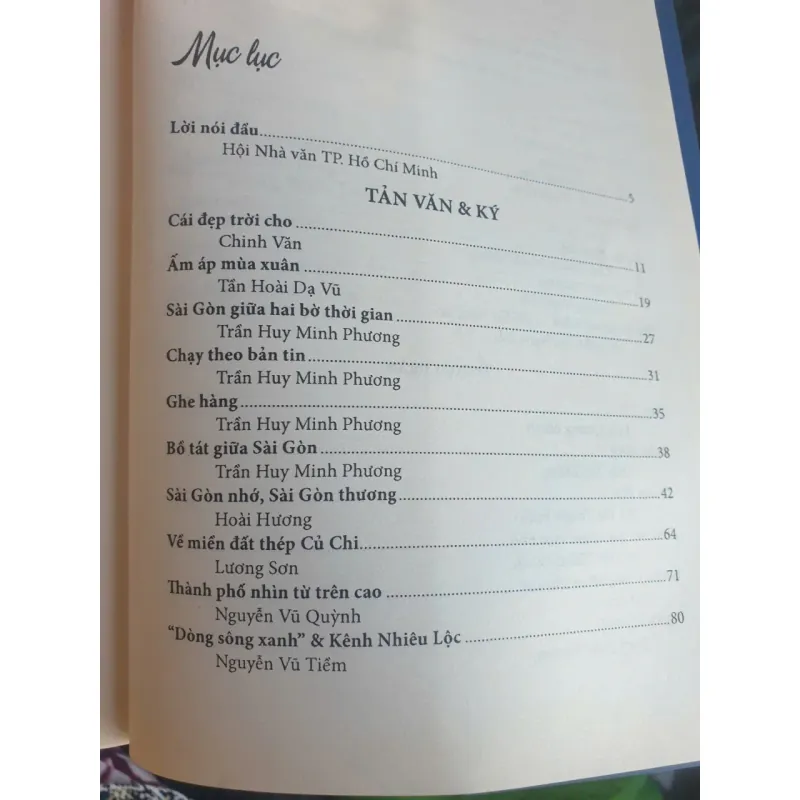 Mục lục
Lời nói đầu.....5
Hội Nhà văn TP. Hồ Chí Minh
TẢN VĂN & KÝ
Cái đẹp trời cho.....11
Chinh Văn
Ấm áp mùa xuân.....19
Tần Hoài Dạ Vũ
Sài Gòn giữa hai bờ thời gian.....27
Trần Huy Minh Phương
Chạy theo bản tin.....31
Trần Huy Minh Phương
Ghe hàng.....35
Trần Huy Minh Phương
Bồ tát giữa Sài Gòn.....38
Trần Huy Minh Phương
Sài Gòn nhớ, Sài Gòn thương.....42
Hoài Hương
Về miền đất thép Củ Chi.....64
Lương Sơn
Thành phố nhìn từ trên cao.....71
Nguyễn Vũ Quỳnh
“Dòng sông xanh” & Kênh Nhiêu Lộc.....80
Nguyễn Vũ Tiềm